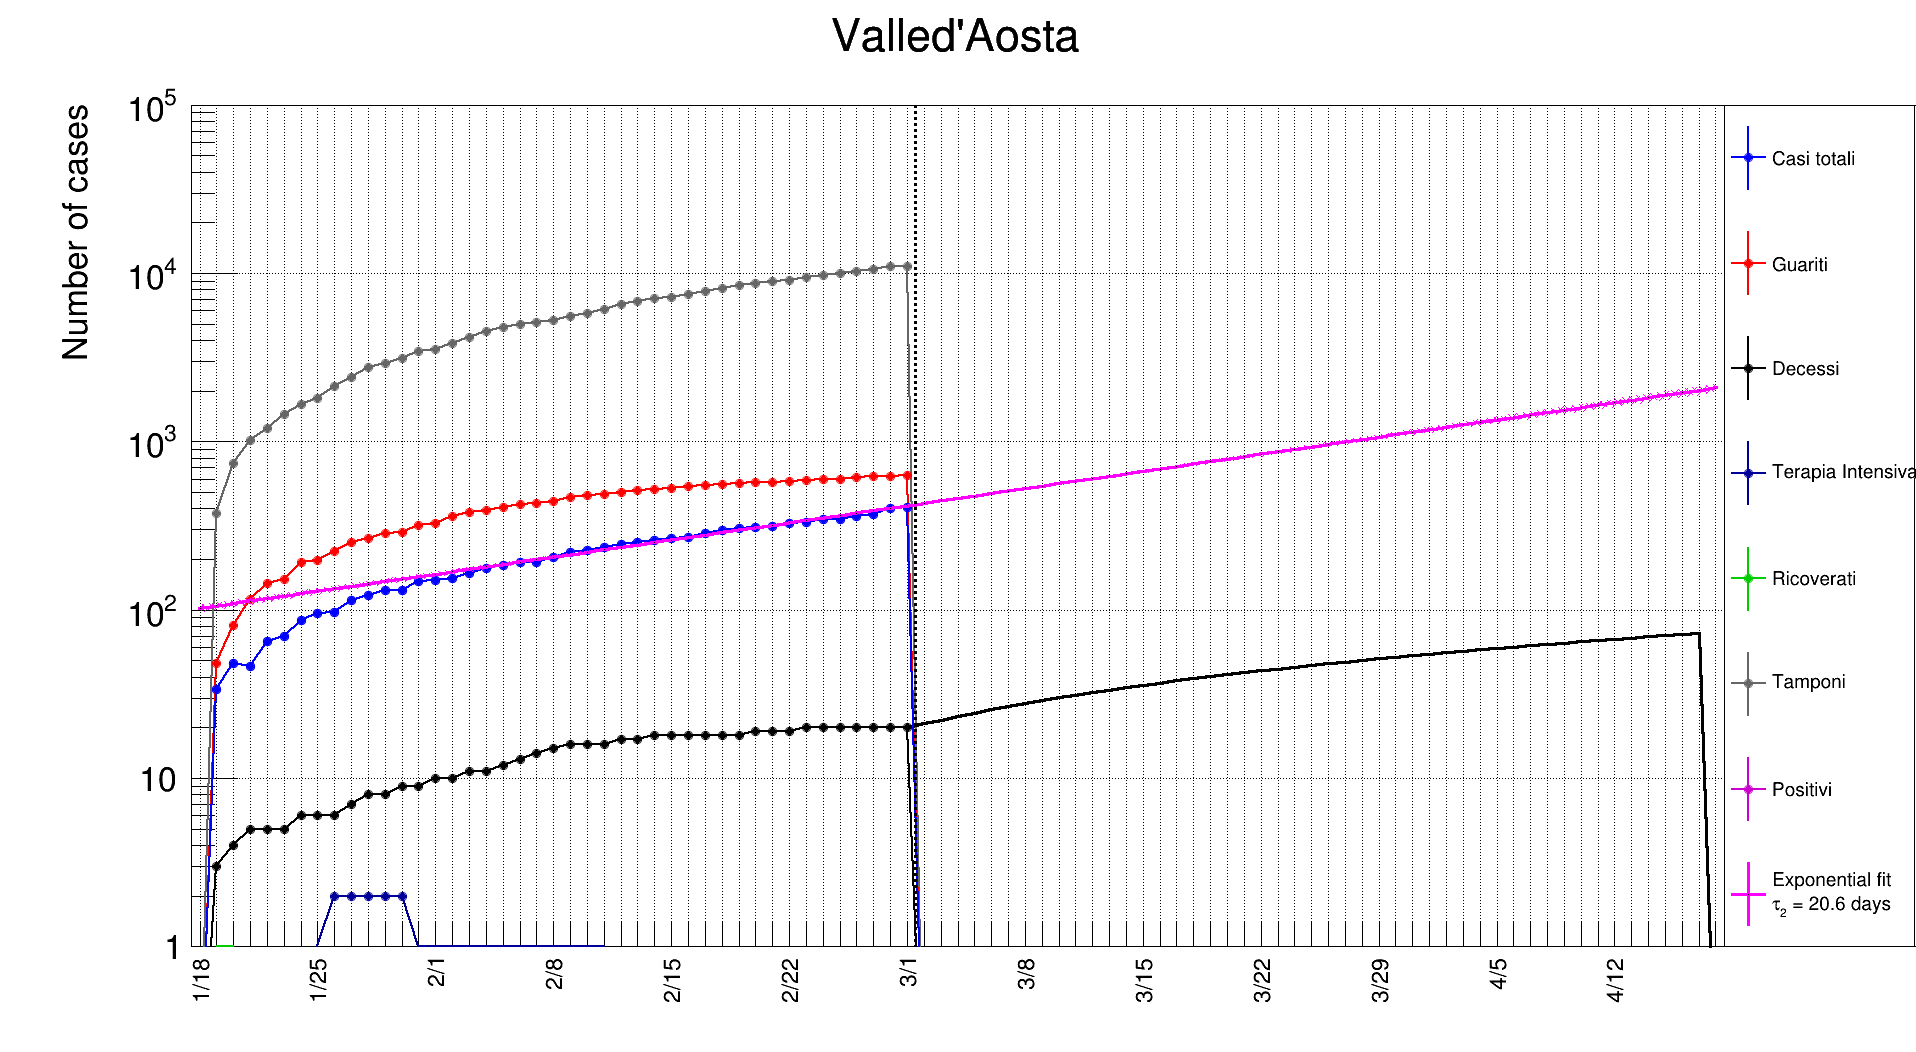 Valled'Aosta
Number of cases
10^5
10^4
10^3
10^2
10
1
1/18
1/25
2/1
2/8
2/15
2/22
3/1
3/8
3/15
3/22
3/29
4/5
4/12
Casi totali
Guariti
Decessi
Terapia Intensiva
Ricoverati
Tamponi
Positivi
Exponential fit
τ₂ = 20.6 days